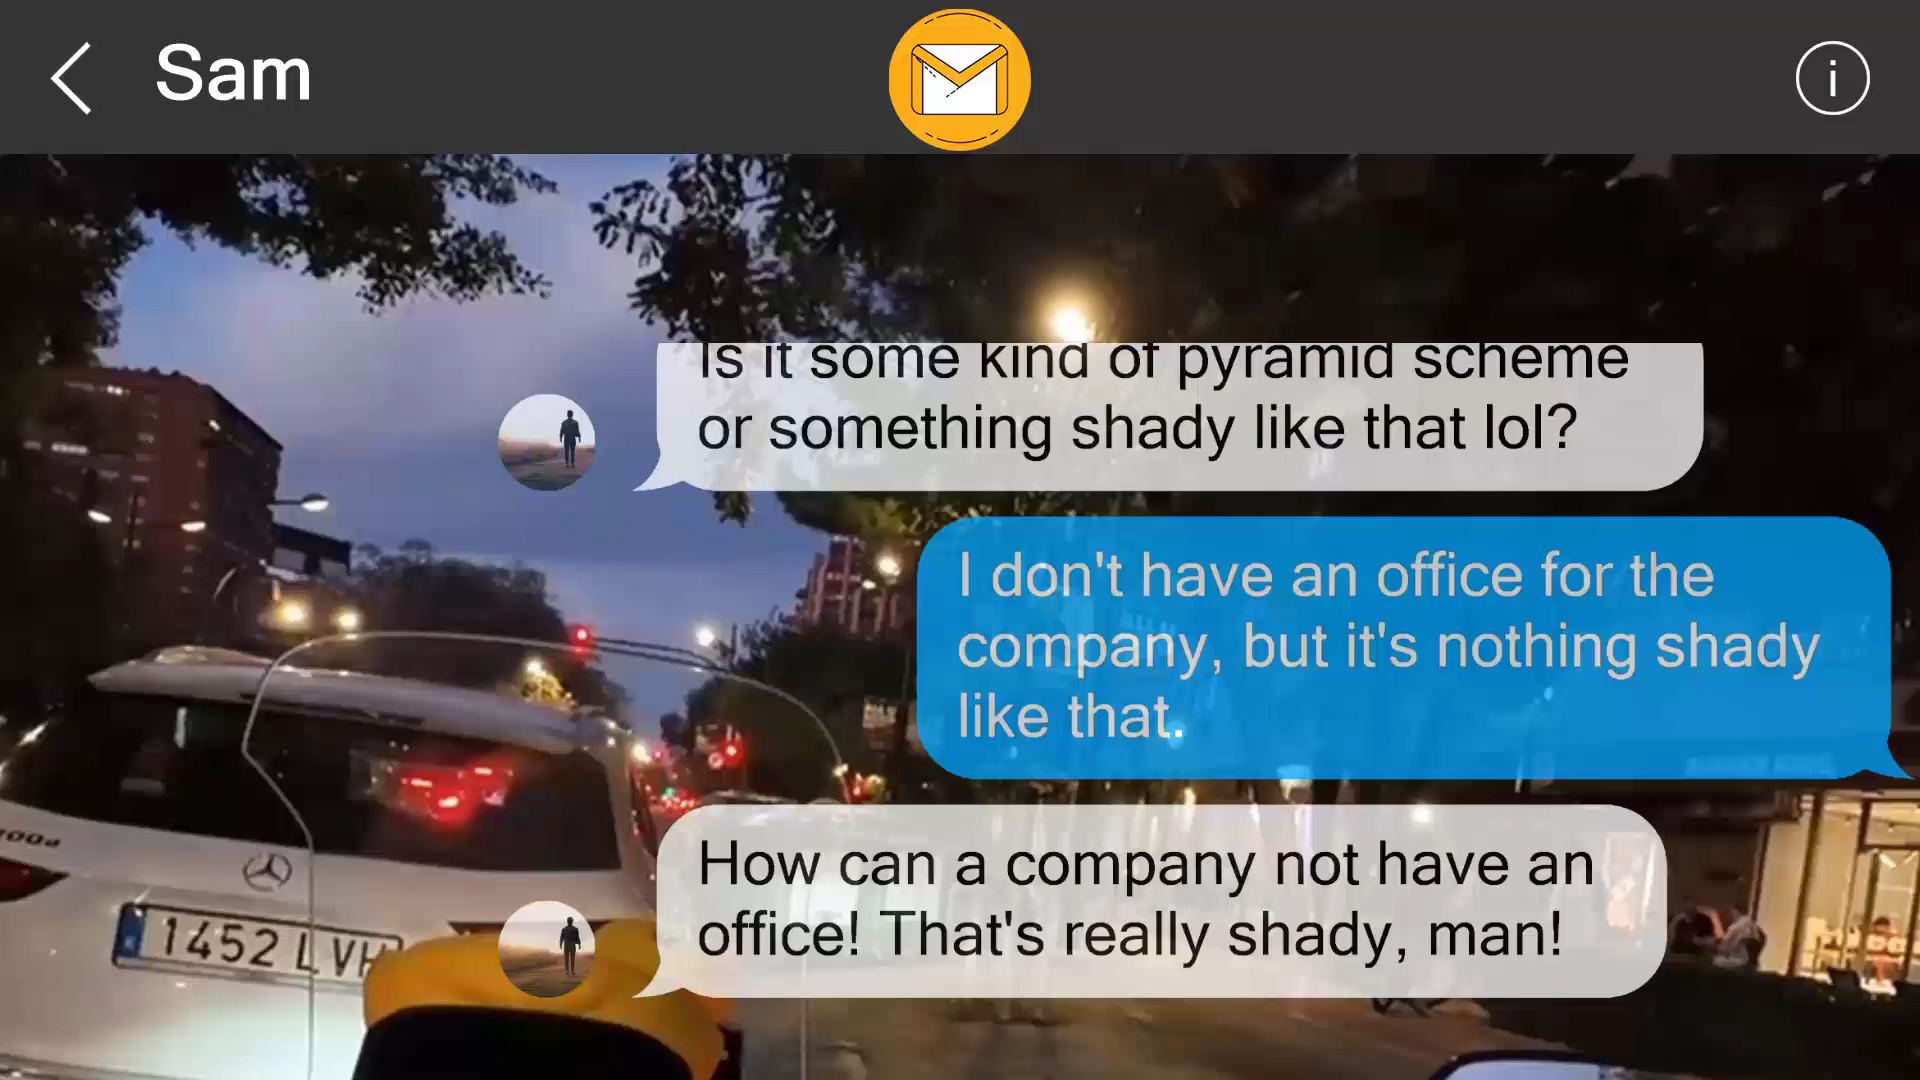 Sam
i
Is it some kind of pyramid scheme
or something shady like that lol?
I don't have an office for the
company, but it's nothing shady
like that.
How can a company not have an
office! That's really shady, man!
1452 LVH